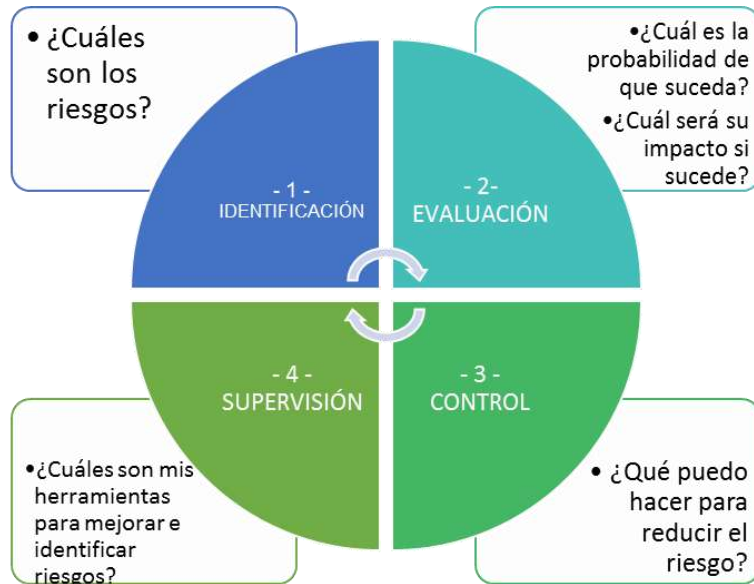 • ¿Cuáles
son los
riesgos?
•¿Cuál es la
probabilidad de
que suceda?
•¿Cuál será su
impacto si
sucede?
- 1 -
IDENTIFICACIÓN
- 2-
EVALUACIÓN
- 4 -
SUPERVISIÓN
- 3 -
CONTROL
•¿Cuáles son mis
herramientas
para mejorar e
identificar
riesgos?
• ¿Qué puedo
hacer para
reducir el
riesgo?